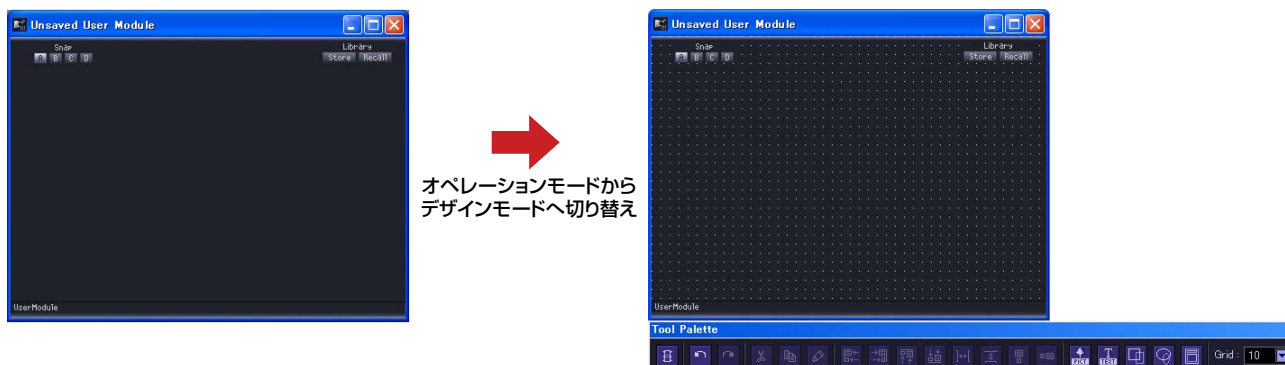 Unsaved User Module
Snap
A B C D
Library
Store Recall
UserModule
オペレーションモードから
デザインモードへ切り替え
Unsaved User Module
Snap
A B C D
Library
Store Recall
UserModule
Tool Palette
PICT TEXT Grid : 10